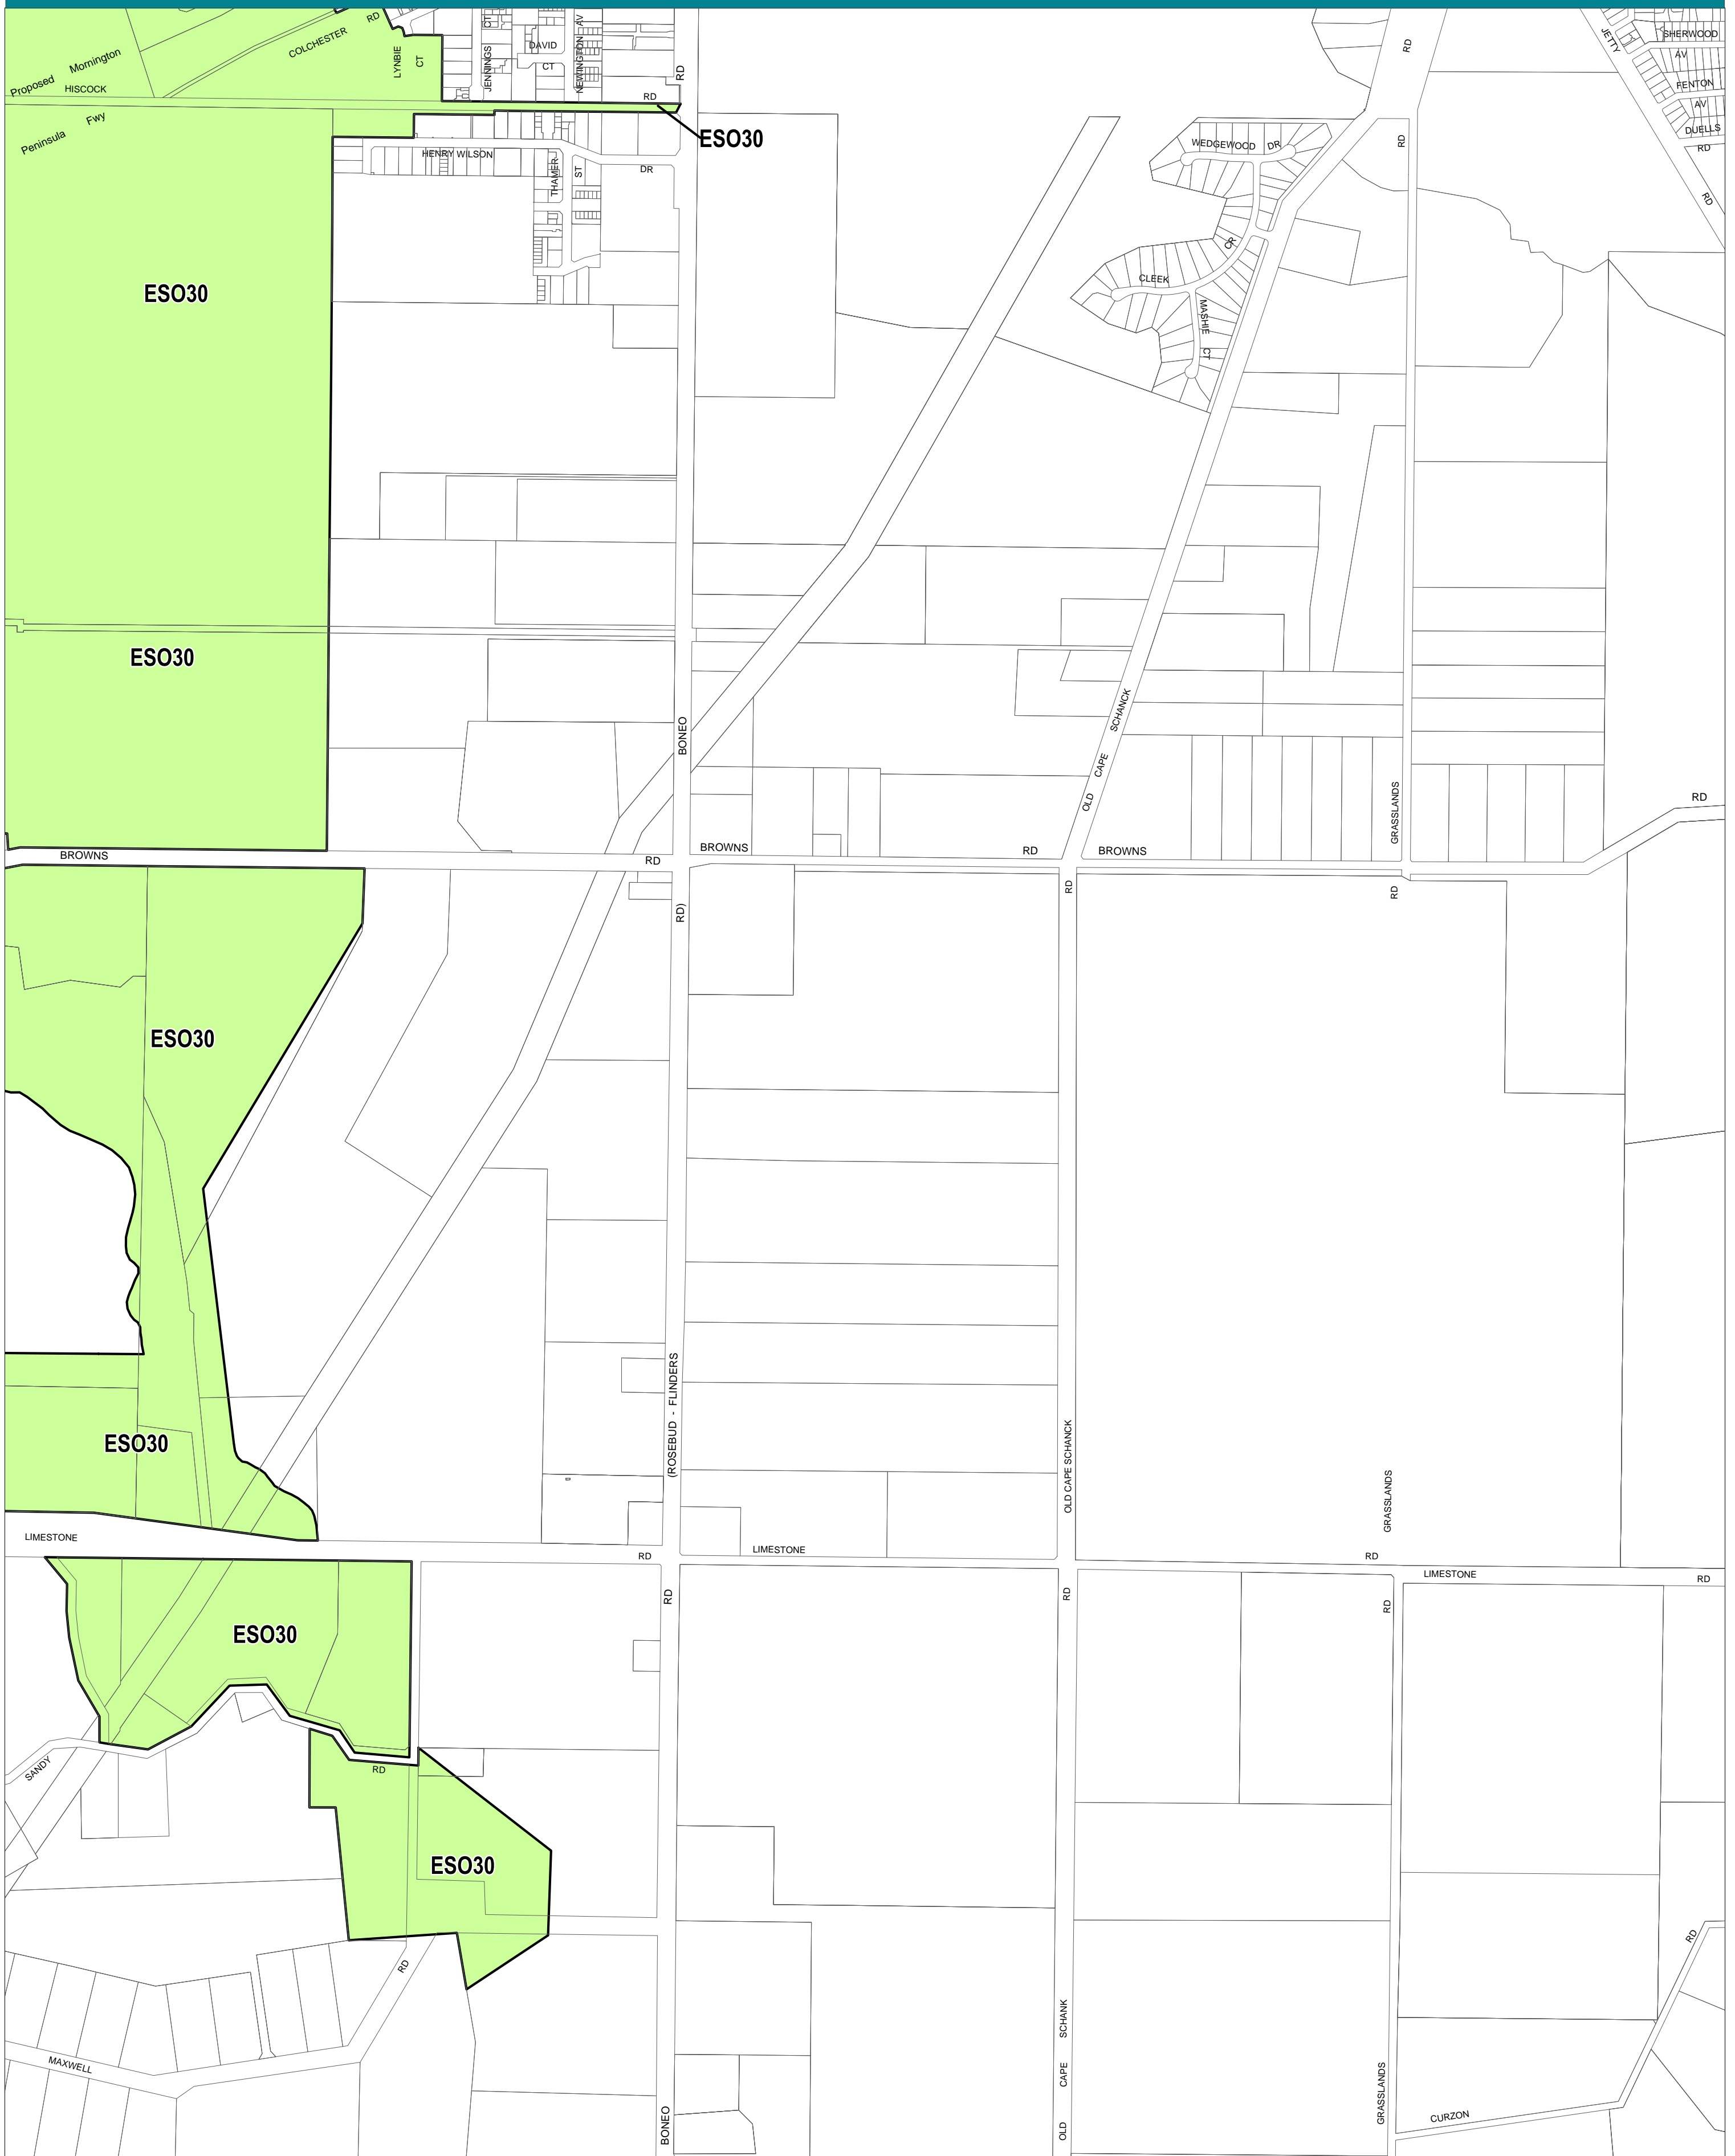 RD
COLCHESTER
LYNBIE
CT
JENNINGS
CT
DAVID
CT
NEWINGTON AV
RD
RD
JETTY
SHERWOOD
AV
FENTON
AV
DUELLS
RD
RD
Proposed Mornington
HISCOCK
RD
Peninsula Fwy
ESO30
HENRY WILSON
DR
THAMER
ST
WEDGEWOOD DR
RD
CR
CLEEK
MASHIE CT
ESO30
ESO30
BONEO
OLD CAPE SCHANCK
GRASSLANDS
RD
BROWNS
RD
BROWNS
RD
BROWNS
RD)
RD
RD
ESO30
(ROSEBUD - FLINDERS
OLD CAPE SCHANCK
GRASSLANDS
ESO30
LIMESTONE
RD
LIMESTONE
RD
LIMESTONE
RD
RD
RD
RD
ESO30
SANDY
RD
ESO30
RD
RD
MAXWELL
BONEO
OLD CAPE SCHANK
GRASSLANDS
CURZON